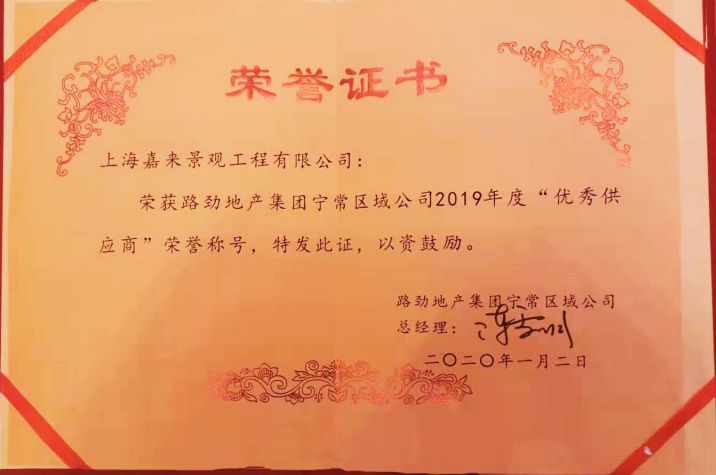 荣誉证书
上海嘉来景观工程有限公司：
荣获路劲地产集团宁常区域公司2019年度“优秀供
应商”荣誉称号，特发此证，以资鼓励。
路劲地产集团宁常区域公司
总经理：
二〇二〇年一月二日